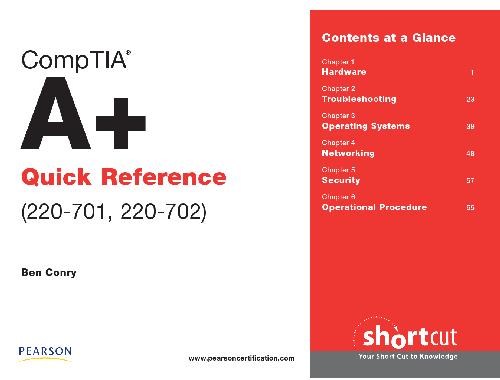 CompTIA®
A+
Quick Reference
(220-701, 220-702)
Ben Conry
PEARSON
www.pearsoncertification.com
Contents at a Glance
Chapter 1
Hardware 1
Chapter 2
Troubleshooting 23
Chapter 3
Operating Systems 39
Chapter 4
Networking 48
Chapter 5
Security 57
Chapter 6
Operational Procedure 65
shortcut
Your Short Cut to Knowledge